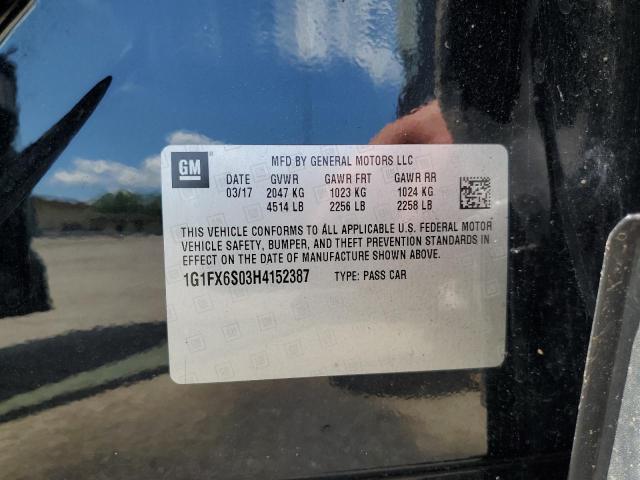 GM
MFD BY GENERAL MOTORS LLC
DATE GVWR GAWR FRT GAWR RR
03/17 2047 KG 1023 KG 1024 KG
4514 LB 2256 LB 2258 LB
THIS VEHICLE CONFORMS TO ALL APPLICABLE U.S. FEDERAL MOTOR
VEHICLE SAFETY, BUMPER, AND THEFT PREVENTION STANDARDS IN
EFFECT ON THE DATE OF MANUFACTURE SHOWN ABOVE.
1G1FX6S03H4152387 TYPE: PASS CAR